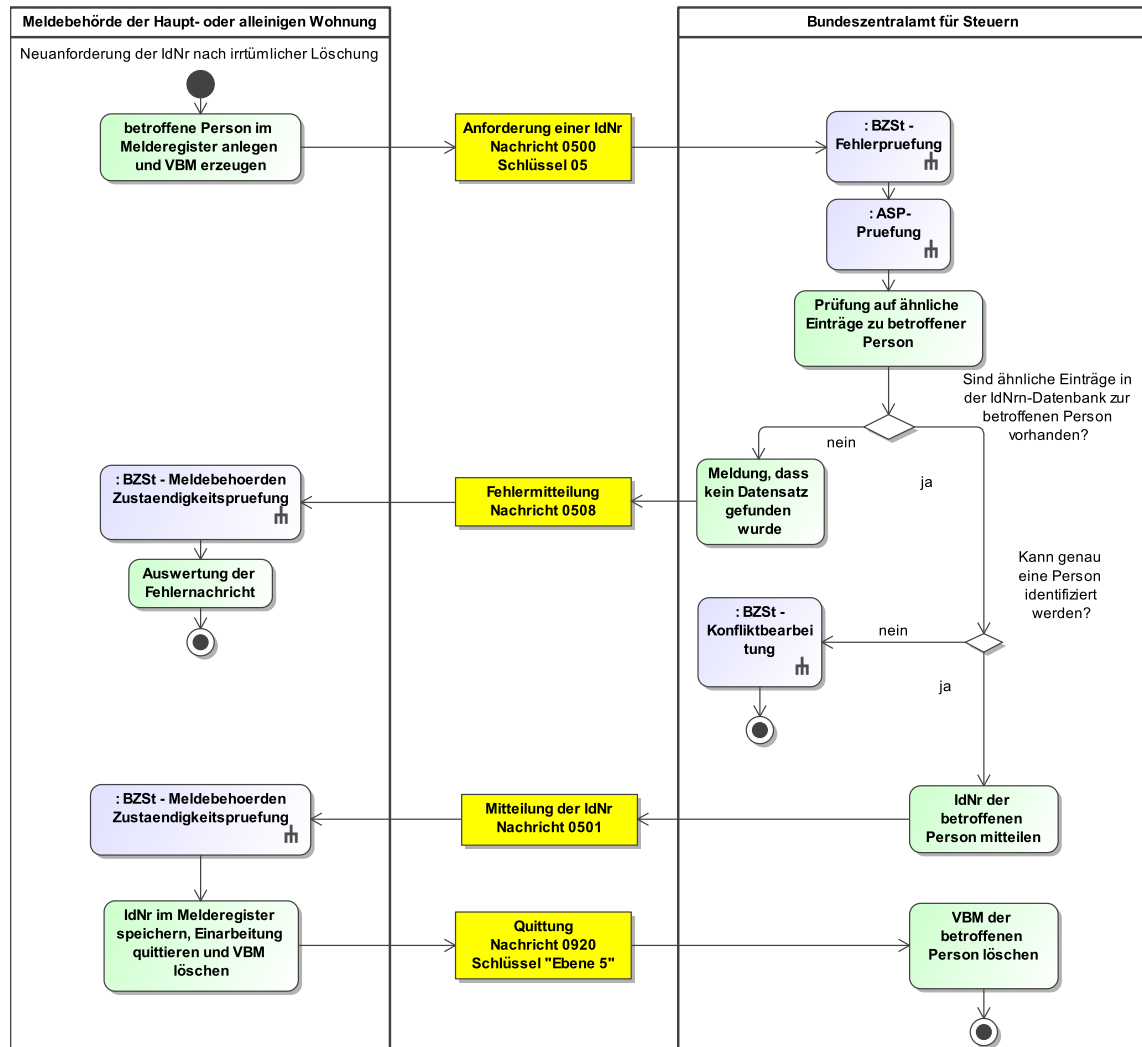 Meldebehörde der Haupt- oder alleinigen Wohnung
Bundeszentralamt für Steuern
Neuanforderung der IdNr nach irrtümlicher Löschung
betroffene Person im
Melderegister anlegen
und VBM erzeugen
Anforderung einer IdNr
Nachricht 0500
Schlüssel 05
: BZSt -
Fehlerpruefung
: ASP-
Pruefung
Prüfung auf ähnliche
Einträge zu betroffener
Person
Sind ähnliche Einträge in
der IdNrn-Datenbank zur
betroffenen Person
vorhanden?
nein
ja
Meldung, dass
kein Datensatz
gefunden
wurde
Fehlermitteilung
Nachricht 0508
: BZSt - Meldebehoerden
Zustaendigkeitspruefung
Auswertung der
Fehlernachricht
Kann genau
eine Person
identifiziert
werden?
nein
ja
: BZSt -
Konfliktbearbei
tung
IdNr der
betroffenen
Person mitteilen
Mitteilung der IdNr
Nachricht 0501
: BZSt - Meldebehoerden
Zustaendigkeitspruefung
IdNr im Melderegister
speichern, Einarbeitung
quittieren und VBM
löschen
Quittung
Nachricht 0920
Schlüssel "Ebene 5"
VBM der
betroffenen
Person löschen